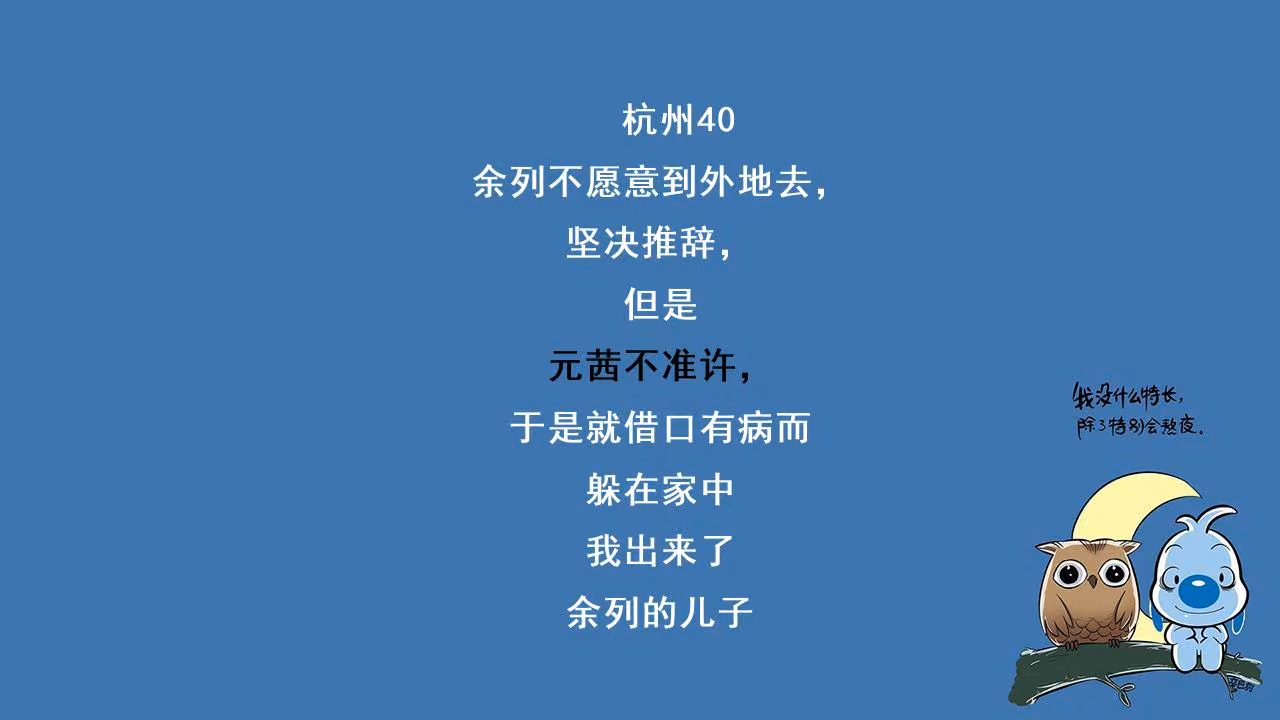 杭州40
余列不愿意到外地去，
坚决推辞，
但是
元茜不准许，
于是就借口有病而
躲在家中
我出来了
余列的儿子
我没什么特长，
除了特别会熬夜。